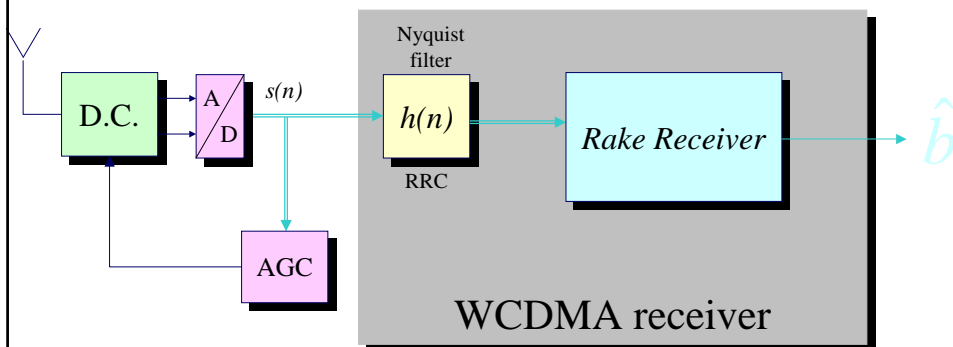 Nyquist
filter
D.C.
A
D
s(n)
h(n)
RRC
Rake Receiver
b̂
AGC
WCDMA receiver